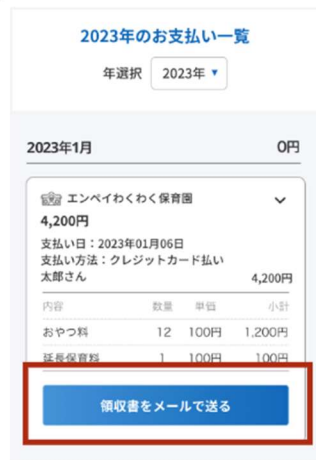 2023年のお支払い一覧
年選択 2023年 ▼
2023年1月 0円
エンペイわくわく保育園
4,200円
支払い日：2023年01月06日
支払い方法：クレジットカード払い
太郎さん 4,200円
内容 数量 単価 小計
おやつ料 12 100円 1,200円
延長保育料 1 100円 100円
領収書をメールで送る